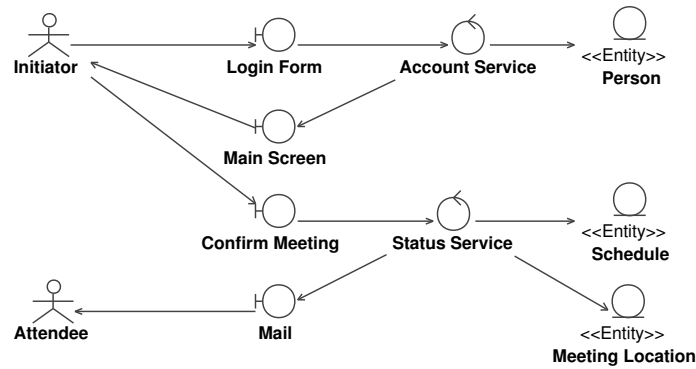 <<Entity>>
Initiator Login Form Account Service Person
Main Screen
<<Entity>>
Confirm Meeting Status Service Schedule
Attendee Mail <<Entity>>
Meeting Location